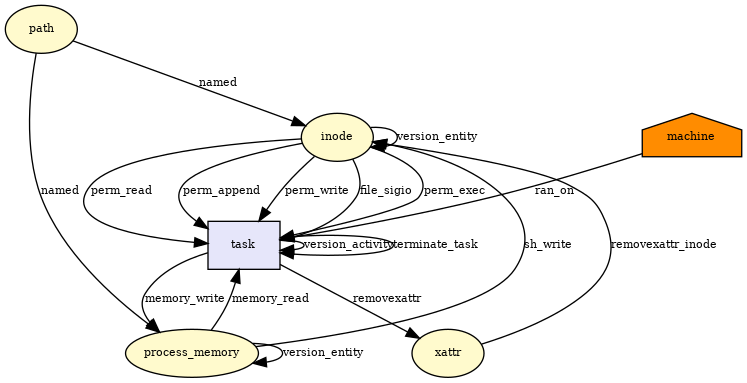 path
named
inode
version_entity
machine
named
perm_read
perm_append
perm_write
file_sigio
perm_exec
ran_on
task
version_activity
terminate_task
sh_write
removexattr_inode
memory_write
memory_read
removexattr
process_memory
version_entity
xattr